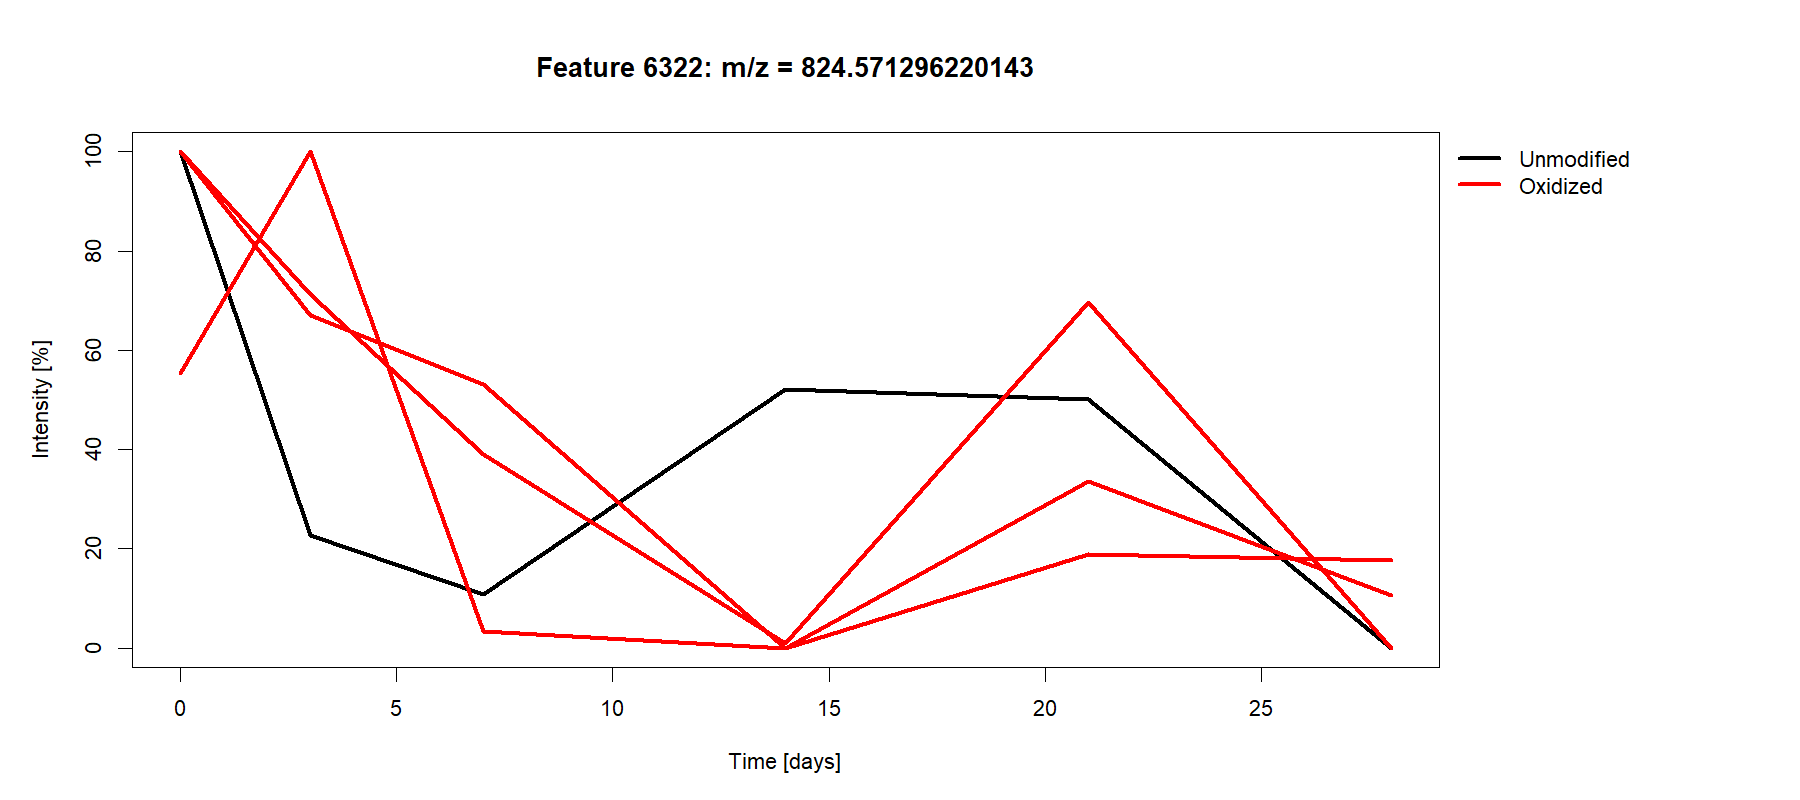 Feature 6322: m/z = 824.571296220143
Unmodified
Oxidized
Intensity [%]
100
80
60
40
20
0
0 5 10 15 20 25
Time [days]